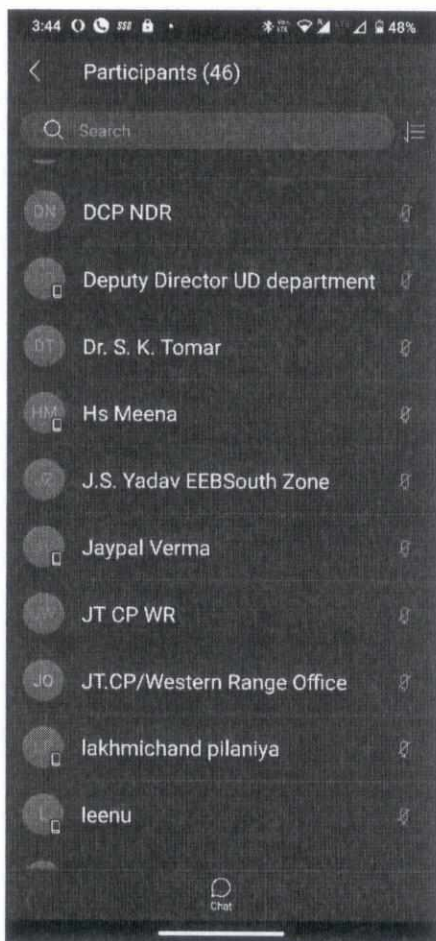 3:44 48%
Participants (46)
Search
DN DCP NDR
Deputy Director UD department
DT Dr. S. K. Tomar
HM Hs Meena
J.S. Yadav EEBSouth Zone
Jaypal Verma
JT CP WR
JO JT.CP/Western Range Office
lakhmichand pilaniya
L leenu
Chat